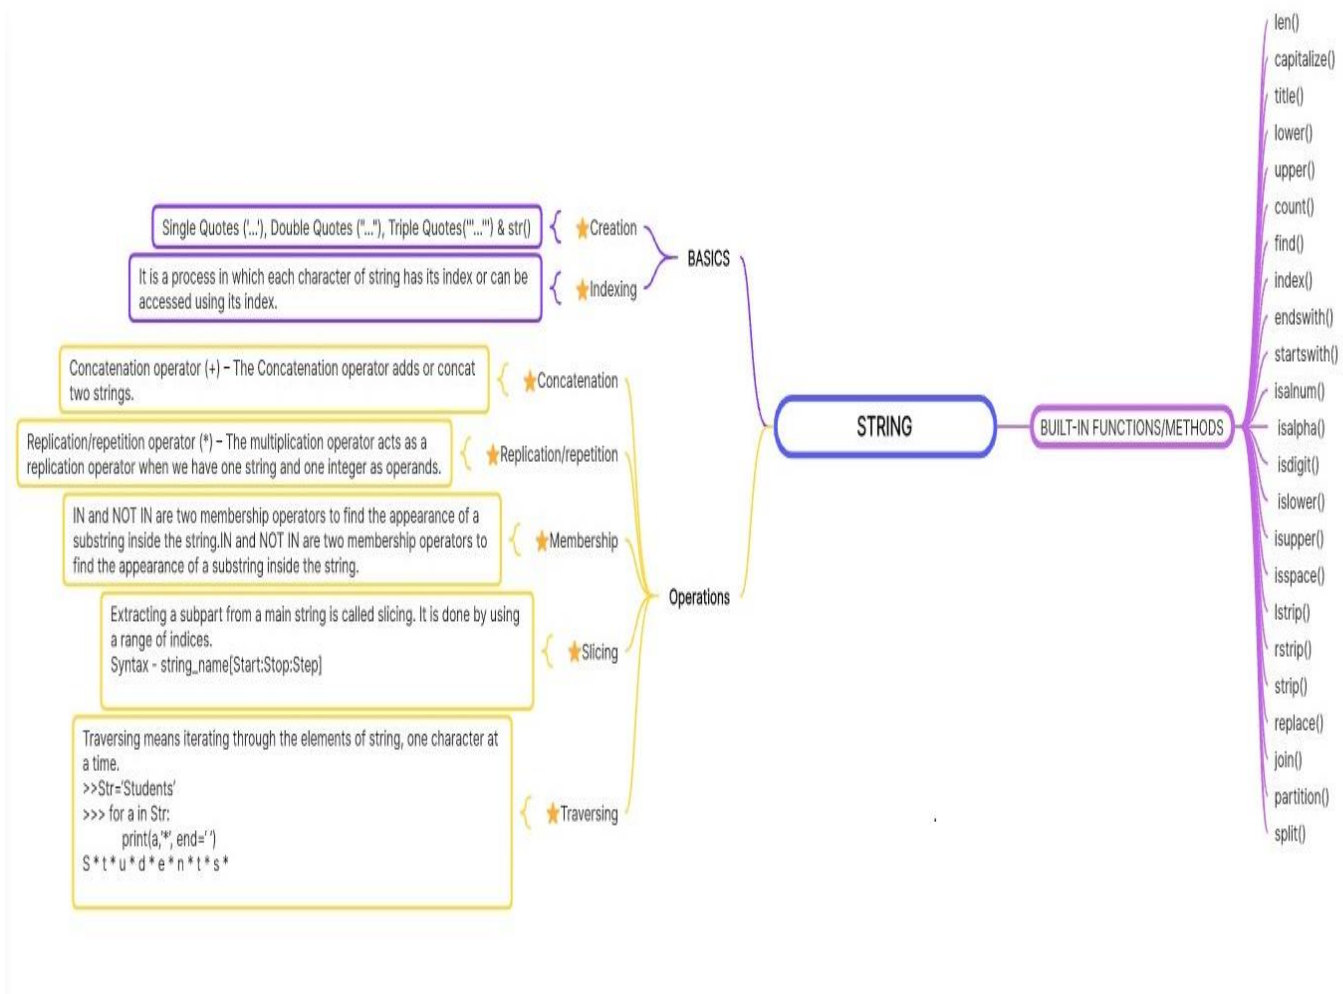 STRING
BASICS
★Creation
Single Quotes ('...'), Double Quotes ("..."), Triple Quotes('''...''') & str()
★Indexing
It is a process in which each character of string has its index or can be
accessed using its index.
Operations
★Concatenation
Concatenation operator (+) – The Concatenation operator adds or concat
two strings.
★Replication/repetition
Replication/repetition operator (*) – The multiplication operator acts as a
replication operator when we have one string and one integer as operands.
★Membership
IN and NOT IN are two membership operators to find the appearance of a
substring inside the string.IN and NOT IN are two membership operators to
find the appearance of a substring inside the string.
★Slicing
Extracting a subpart from a main string is called slicing. It is done by using
a range of indices.
Syntax - string_name[Start:Stop:Step]
★Traversing
Traversing means iterating through the elements of string, one character at
a time.
>>Str='Students'
>>> for a in Str:
print(a,'*', end=' ')
S * t * u * d * e * n * t * s *
BUILT-IN FUNCTIONS/METHODS
len()
capitalize()
title()
lower()
upper()
count()
find()
index()
endswith()
startswith()
isalnum()
isalpha()
isdigit()
islower()
isupper()
isspace()
lstrip()
rstrip()
strip()
replace()
join()
partition()
split()